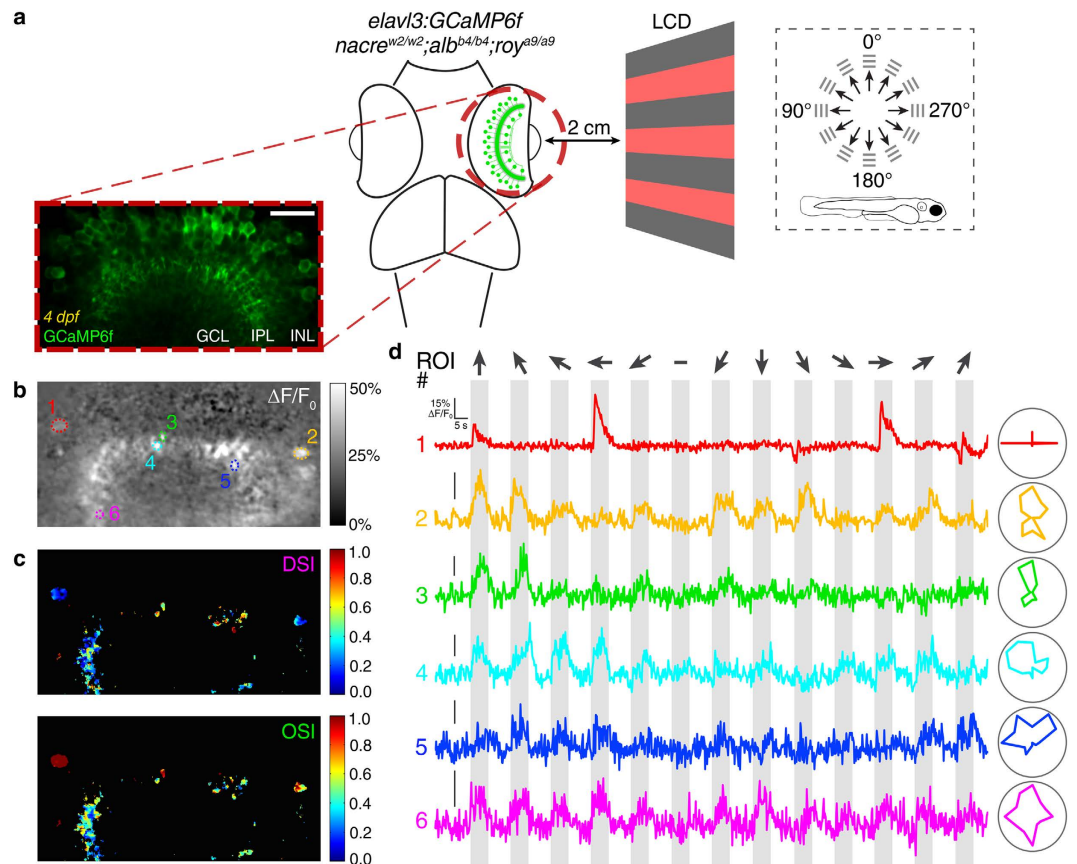 a
elavl3:GCaMP6f
nacre^w2/w2;alb^b4/b4;roy^a9/a9
LCD
2 cm
0°
90°
270°
180°
4 dpf
GCaMP6f
GCL
IPL
INL
b
ΔF/F0
1
2
3
4
5
6
50%
25%
0%
c
DSI
1.0
0.8
0.6
0.4
0.2
0.0
OSI
1.0
0.8
0.6
0.4
0.2
0.0
d
ROI
#
15%
ΔF/F0
5 s
1
2
3
4
5
6